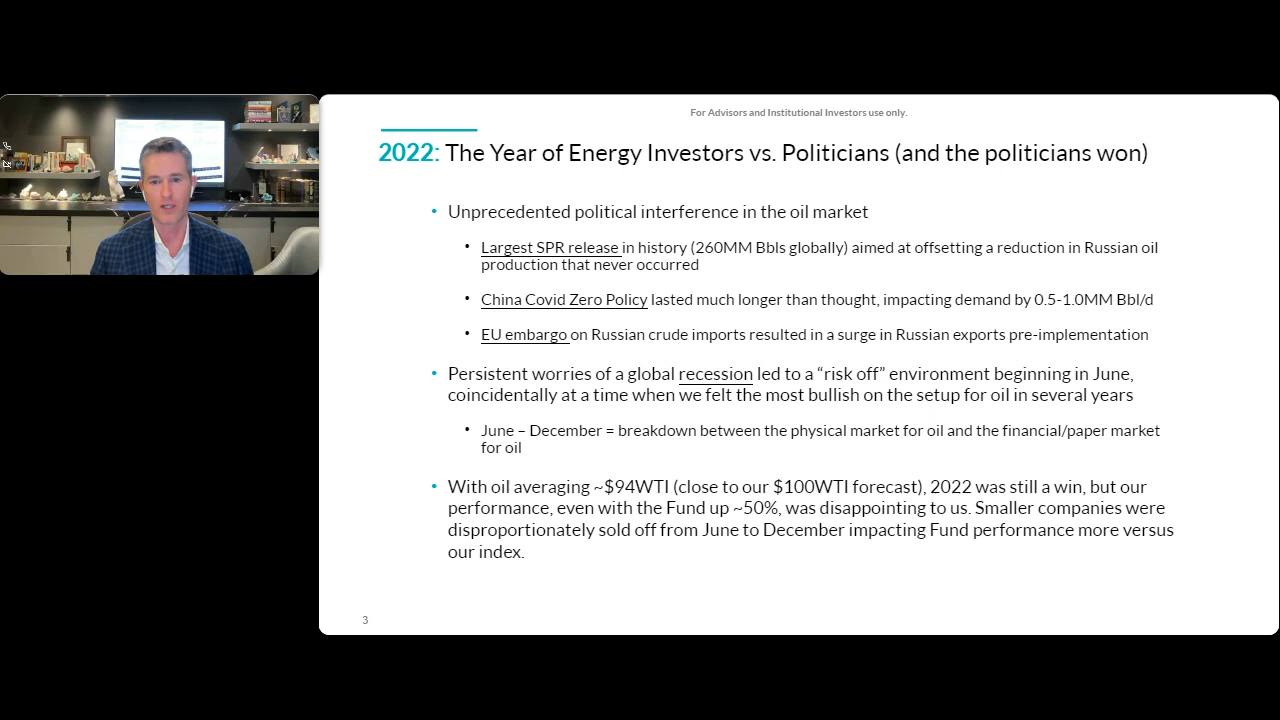 For Advisors and Institutional Investors use only.
2022: The Year of Energy Investors vs. Politicians (and the politicians won)
• Unprecedented political interference in the oil market
• Largest SPR release in history (260MM Bbls globally) aimed at offsetting a reduction in Russian oil
production that never occurred
• China Covid Zero Policy lasted much longer than thought, impacting demand by 0.5-1.0MM Bbl/d
• EU embargo on Russian crude imports resulted in a surge in Russian exports pre-implementation
• Persistent worries of a global recession led to a “risk off” environment beginning in June,
coincidentally at a time when we felt the most bullish on the setup for oil in several years
• June – December = breakdown between the physical market for oil and the financial/paper market
for oil
• With oil averaging ~$94WTI (close to our $100WTI forecast), 2022 was still a win, but our
performance, even with the Fund up ~50%, was disappointing to us. Smaller companies were
disproportionately sold off from June to December impacting Fund performance more versus
our index.
3